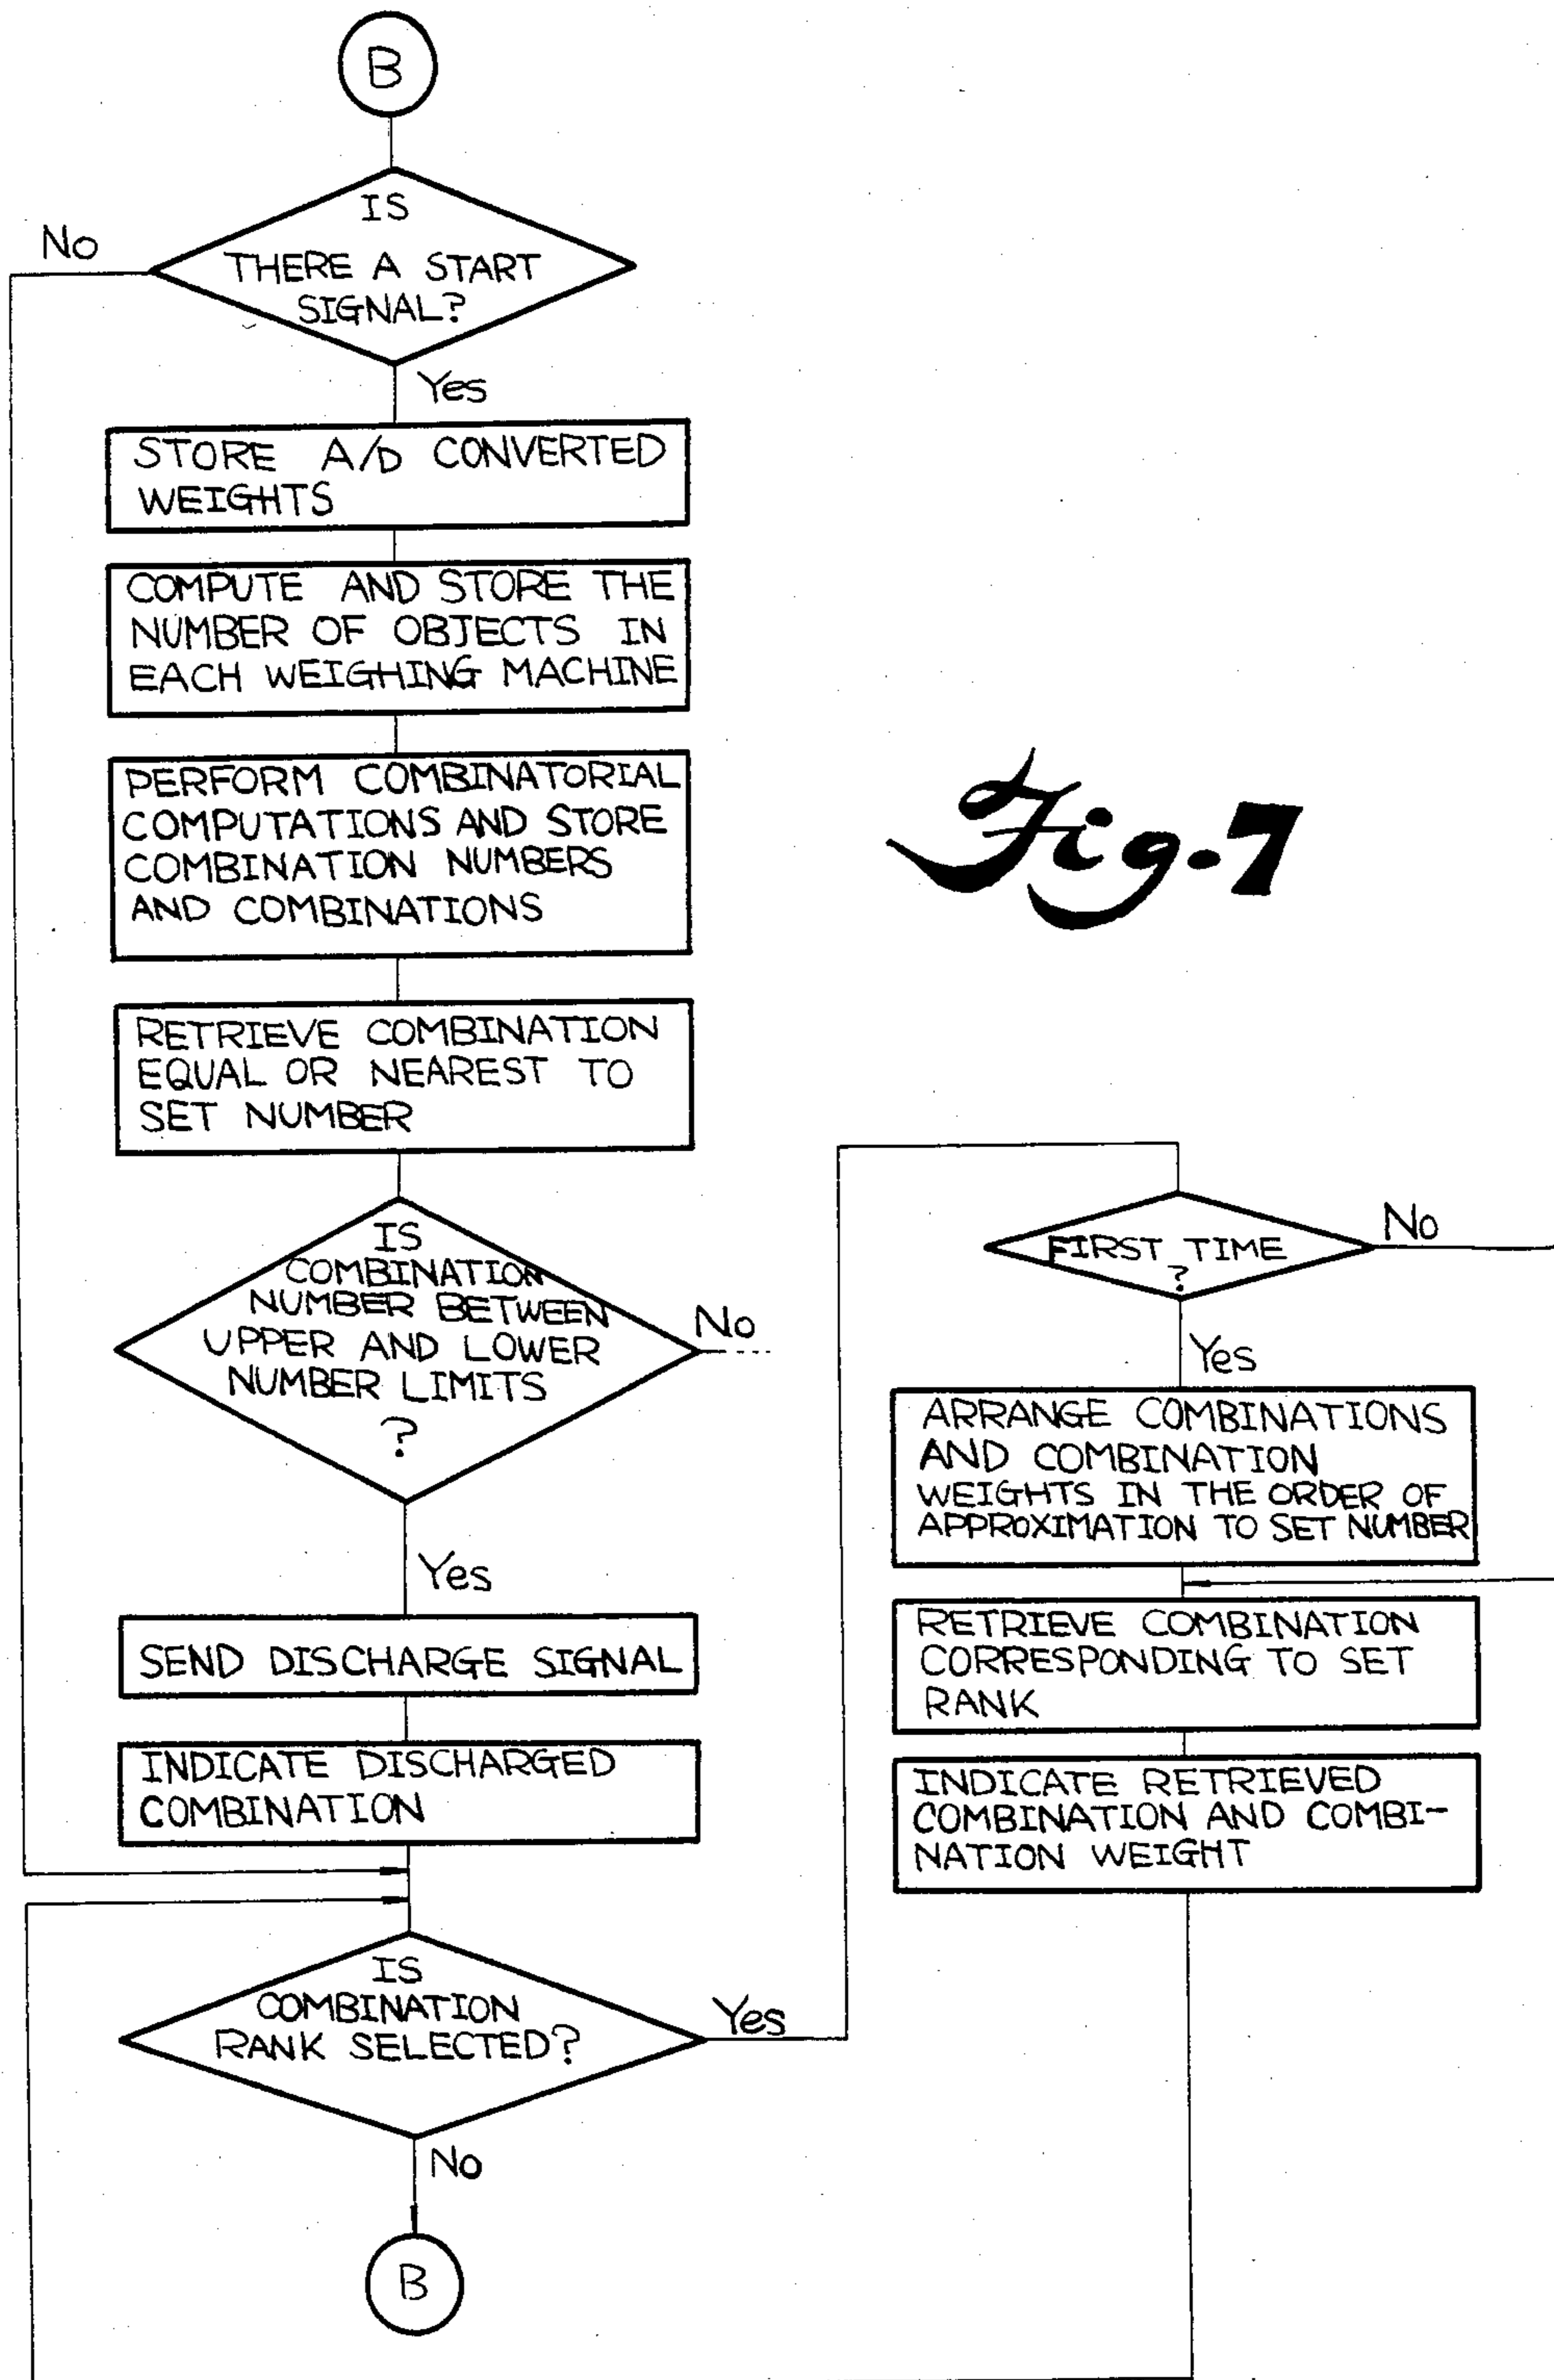 B
IS
THERE A START
SIGNAL?
No
Yes
STORE A/D CONVERTED
WEIGHTS
COMPUTE AND STORE THE
NUMBER OF OBJECTS IN
EACH WEIGHING MACHINE
PERFORM COMBINATORIAL
COMPUTATIONS AND STORE
COMBINATION NUMBERS
AND COMBINATIONS
RETRIEVE COMBINATION
EQUAL OR NEAREST TO
SET NUMBER
IS
COMBINATION
NUMBER BETWEEN
UPPER AND LOWER
NUMBER LIMITS
?
No
Yes
SEND DISCHARGE SIGNAL
INDICATE DISCHARGED
COMBINATION
IS
COMBINATION
RANK SELECTED?
Yes
No
B
Fig-7
FIRST TIME
?
No
Yes
ARRANGE COMBINATIONS
AND COMBINATION
WEIGHTS IN THE ORDER OF
APPROXIMATION TO SET NUMBER
RETRIEVE COMBINATION
CORRESPONDING TO SET
RANK
INDICATE RETRIEVED
COMBINATION AND COMBI-
NATION WEIGHT